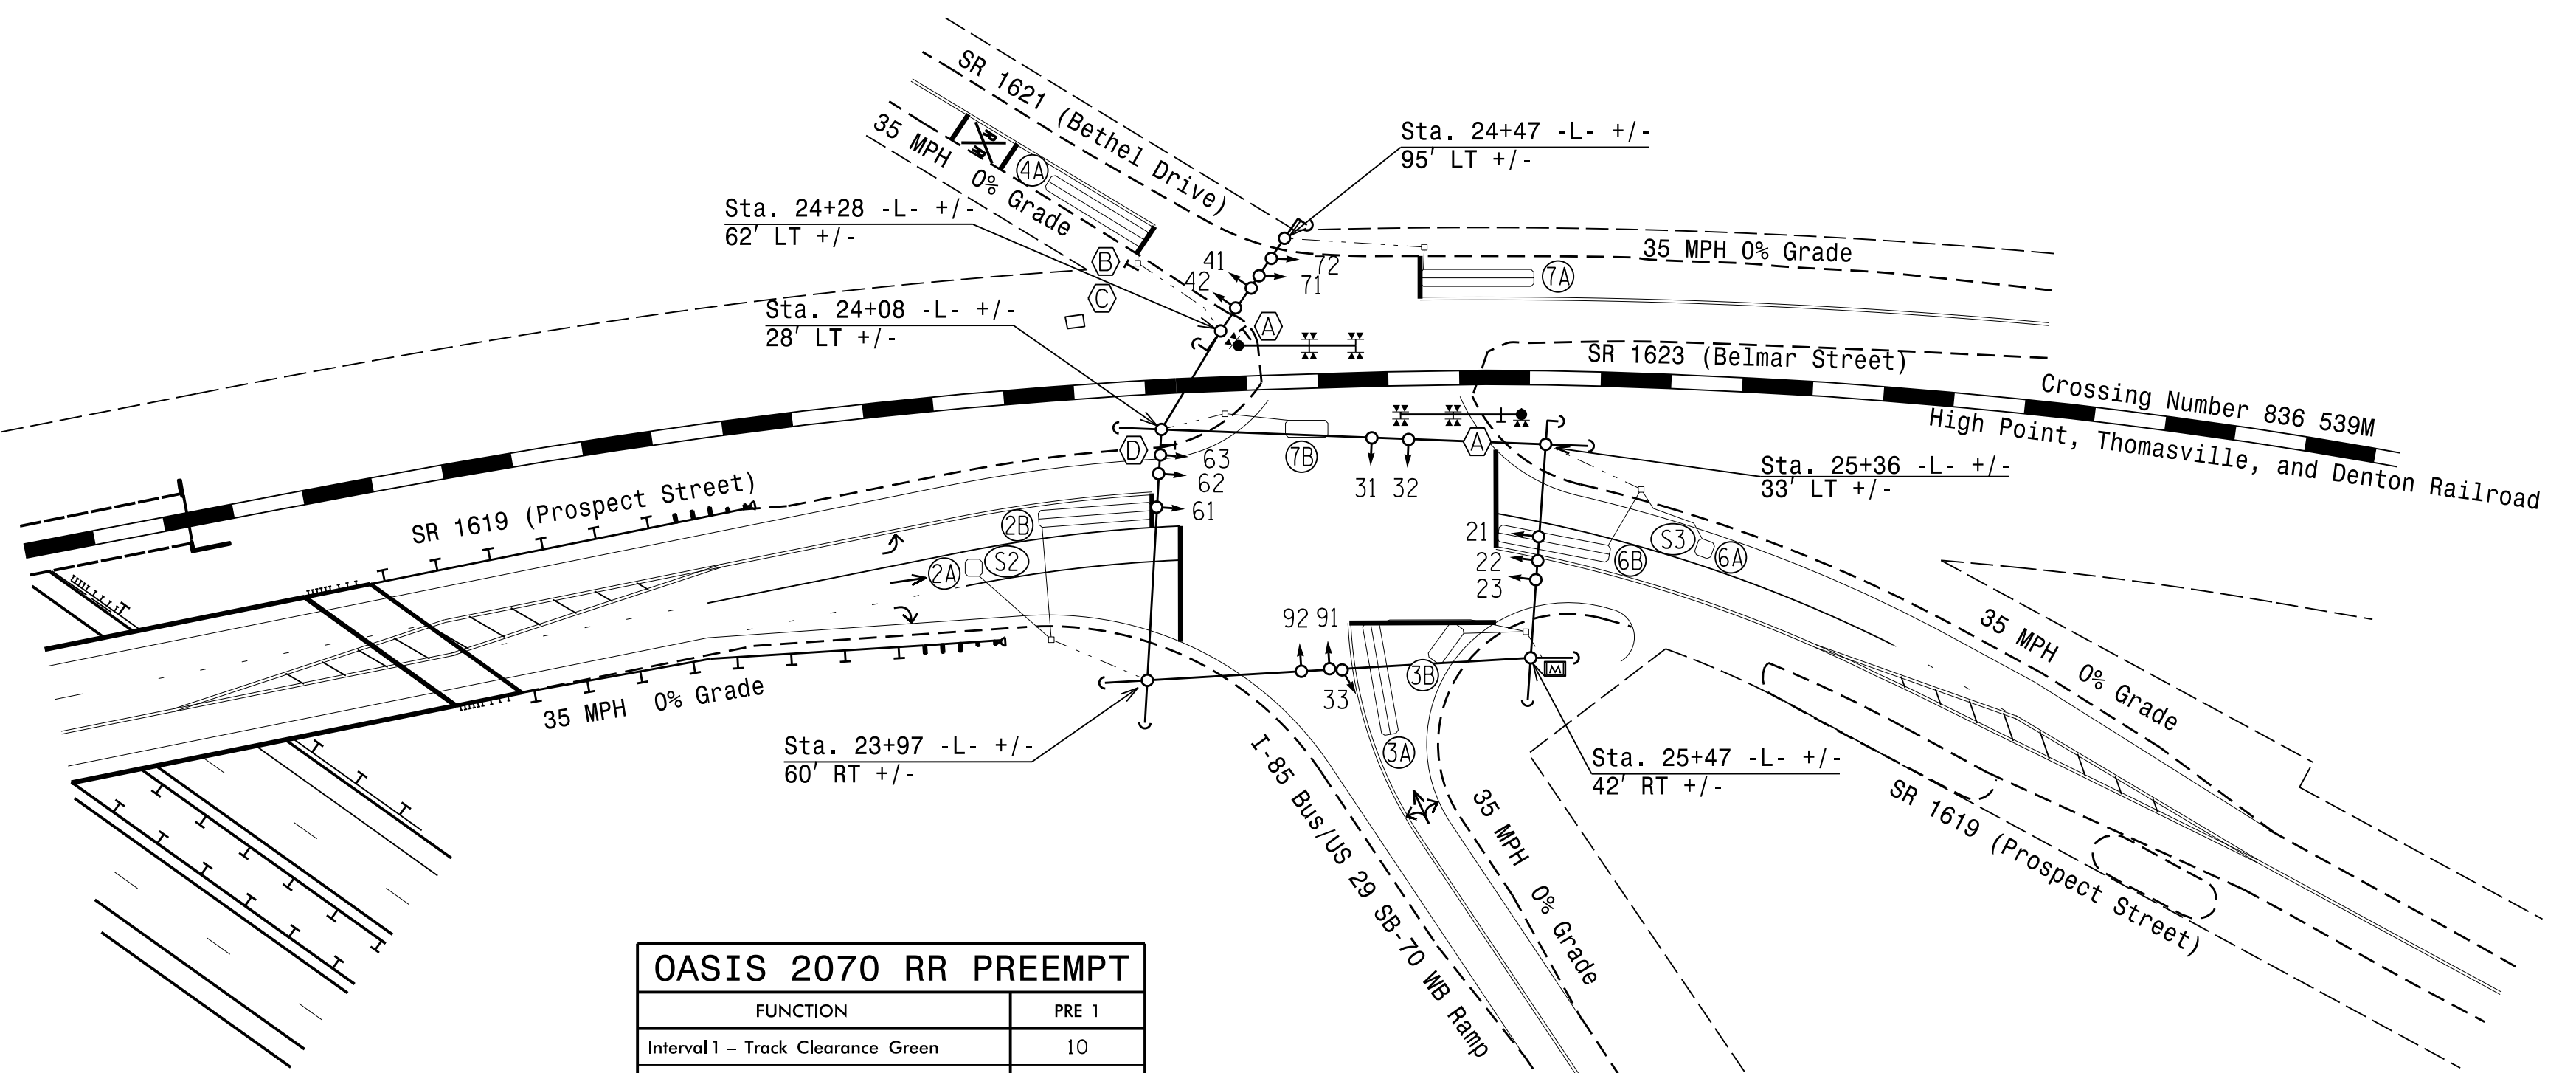 SR 1621 (Bethel Drive)
35 MPH 0% Grade
4A
Sta. 24+47 -L- +/-
95' LT +/-
Sta. 24+28 -L- +/-
62' LT +/-
B
C
41
42
72
71
35 MPH 0% Grade
7A
Sta. 24+08 -L- +/-
28' LT +/-
A
SR 1623 (Belmar Street)
Crossing Number 836 539M
High Point, Thomasville, and Denton Railroad
D
63
62
61
7B
31 32
A
Sta. 25+36 -L- +/-
33' LT +/-
SR 1619 (Prospect Street)
2B
2A
S2
21
22
23
6B
S3
6A
35 MPH 0% Grade
92 91
33
3B
3A
35 MPH 0% Grade
Sta. 23+97 -L- +/-
60' RT +/-
Sta. 25+47 -L- +/-
42' RT +/-
M
I-85 Bus/US 29 SB-70 WB Ramp
35 MPH 0% Grade
SR 1619 (Prospect Street)
OASIS 2070 RR PREEMPT
FUNCTION PRE 1
Interval 1 – Track Clearance Green 10